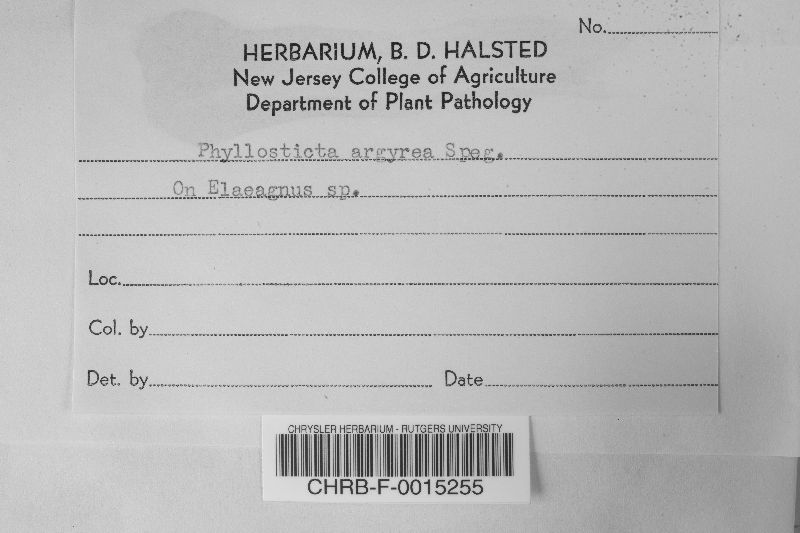 No.
HERBARIUM, B. D. HALSTED
New Jersey College of Agriculture
Department of Plant Pathology
Phyllosticta argyrea Speg.
On Elaeagnus sp.
Loc.
Col. by
Det. by Date
CHRYSLER HERBARIUM - RUTGERS UNIVERSITY
CHRB-F-0015255